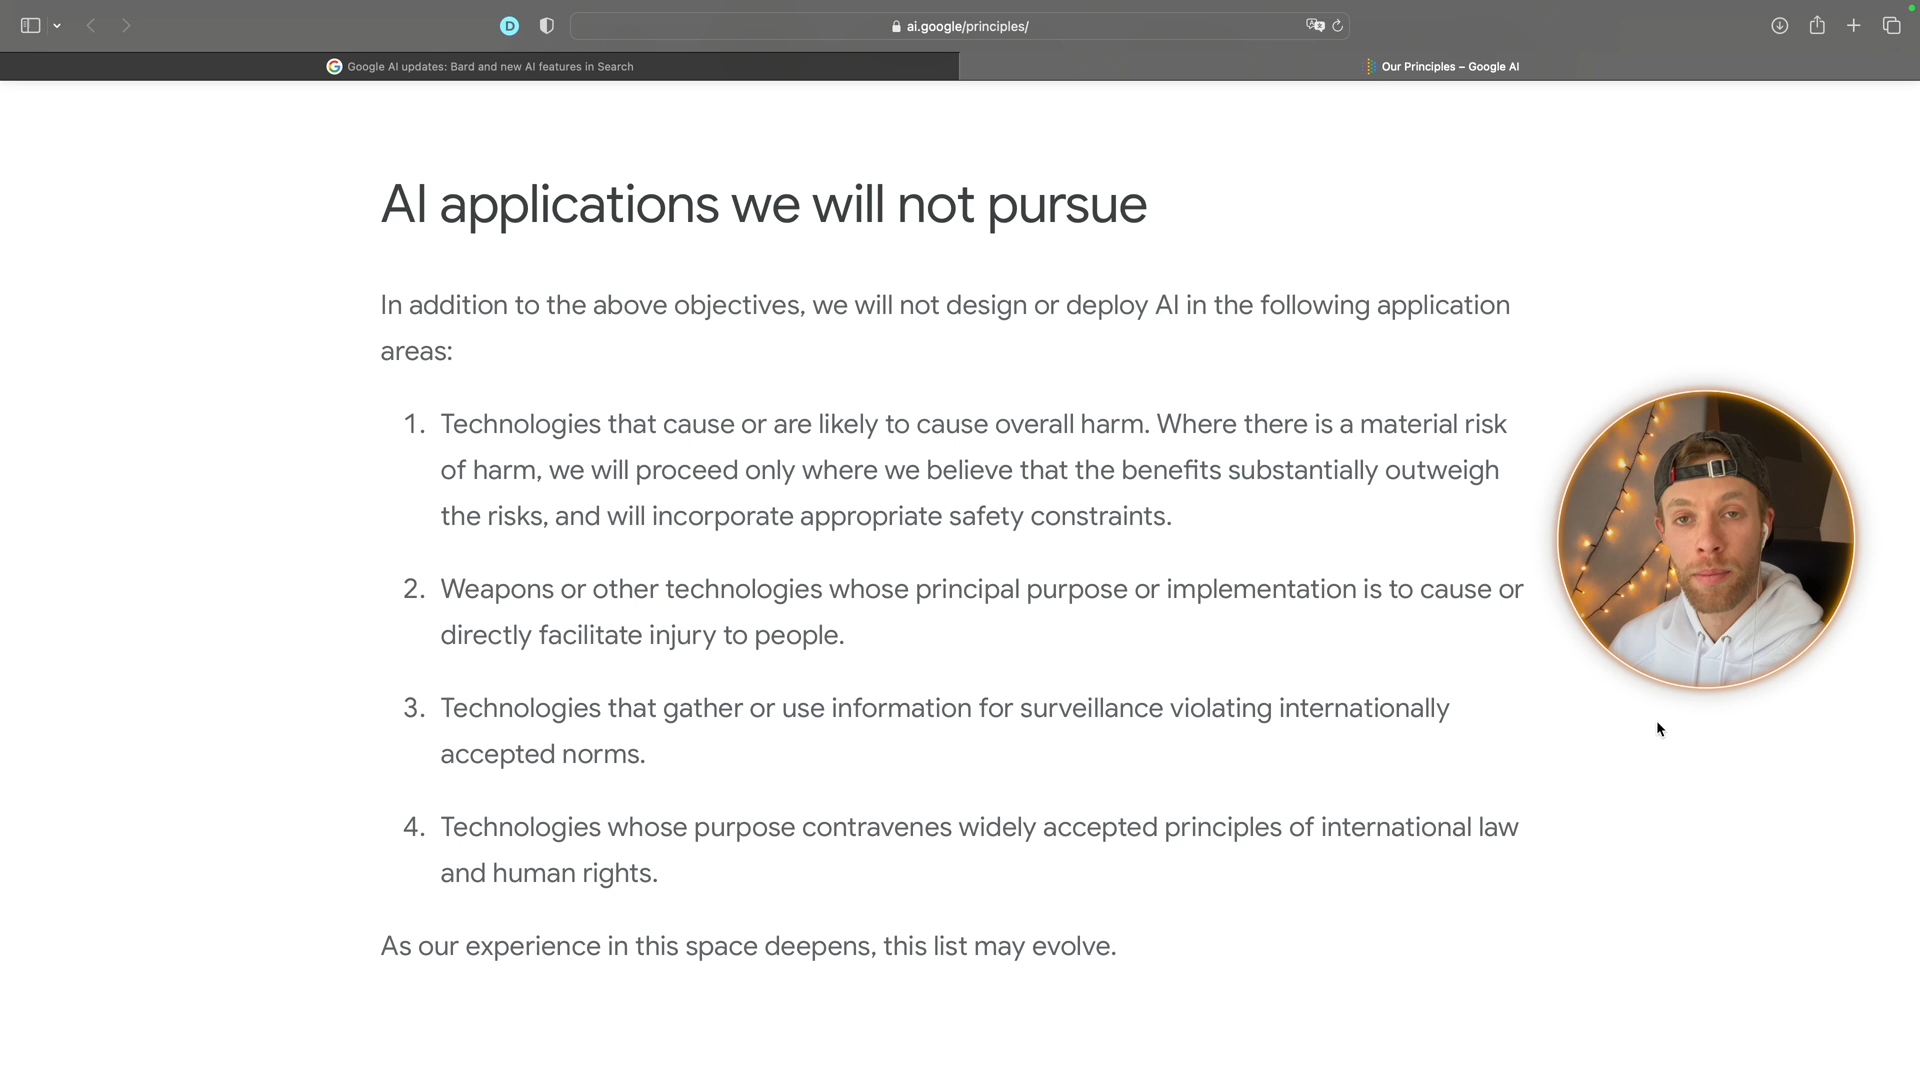 D
ai.google/principles/
Google AI updates: Bard and new AI features in Search
Our Principles – Google AI
AI applications we will not pursue
In addition to the above objectives, we will not design or deploy AI in the following application
areas:
1. Technologies that cause or are likely to cause overall harm. Where there is a material risk
of harm, we will proceed only where we believe that the benefits substantially outweigh
the risks, and will incorporate appropriate safety constraints.
2. Weapons or other technologies whose principal purpose or implementation is to cause or
directly facilitate injury to people.
3. Technologies that gather or use information for surveillance violating internationally
accepted norms.
4. Technologies whose purpose contravenes widely accepted principles of international law
and human rights.
As our experience in this space deepens, this list may evolve.